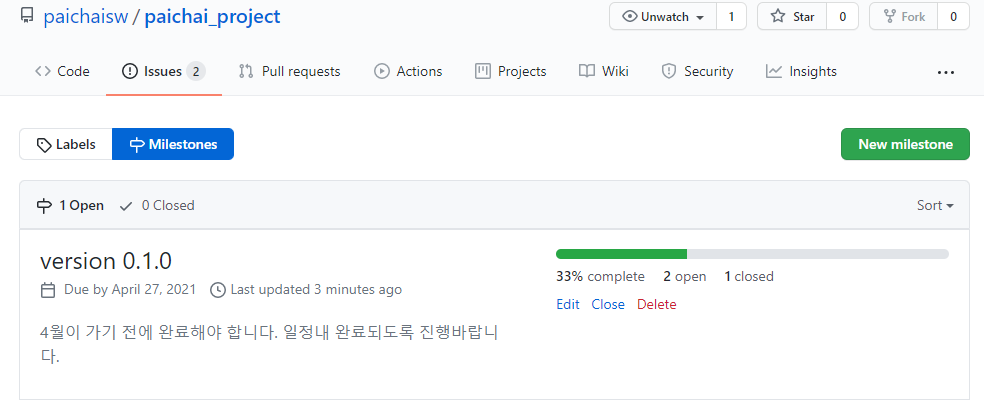 paichaisw / paichai_project
Unwatch 1 Star 0 Fork 0
Code Issues 2 Pull requests Actions Projects Wiki Security Insights ...
Labels Milestones New milestone
1 Open 0 Closed Sort
version 0.1.0
Due by April 27, 2021 Last updated 3 minutes ago
33% complete 2 open 1 closed
Edit Close Delete
4월이 가기 전에 완료해야 합니다. 일정내 완료되도록 진행바랍니
다.